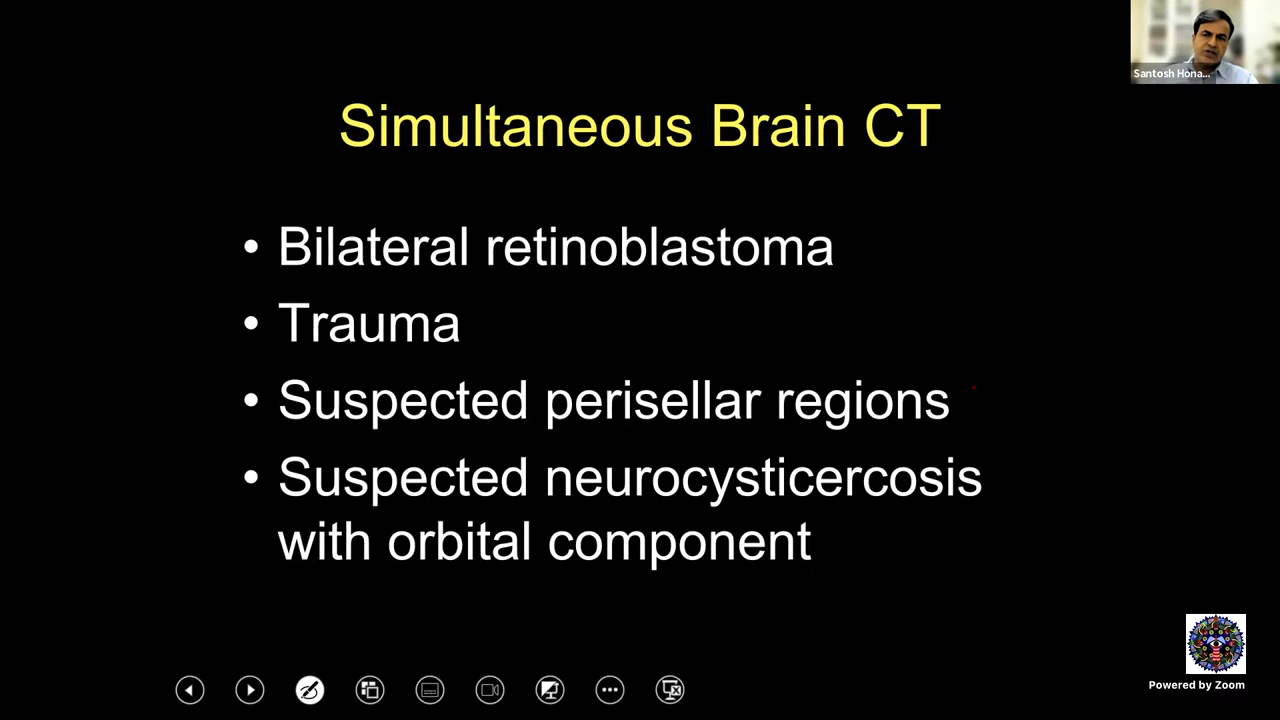 Santosh Hona...
Simultaneous Brain CT
• Bilateral retinoblastoma
• Trauma
• Suspected perisellar regions
• Suspected neurocysticercosis
with orbital component
Powered by Zoom